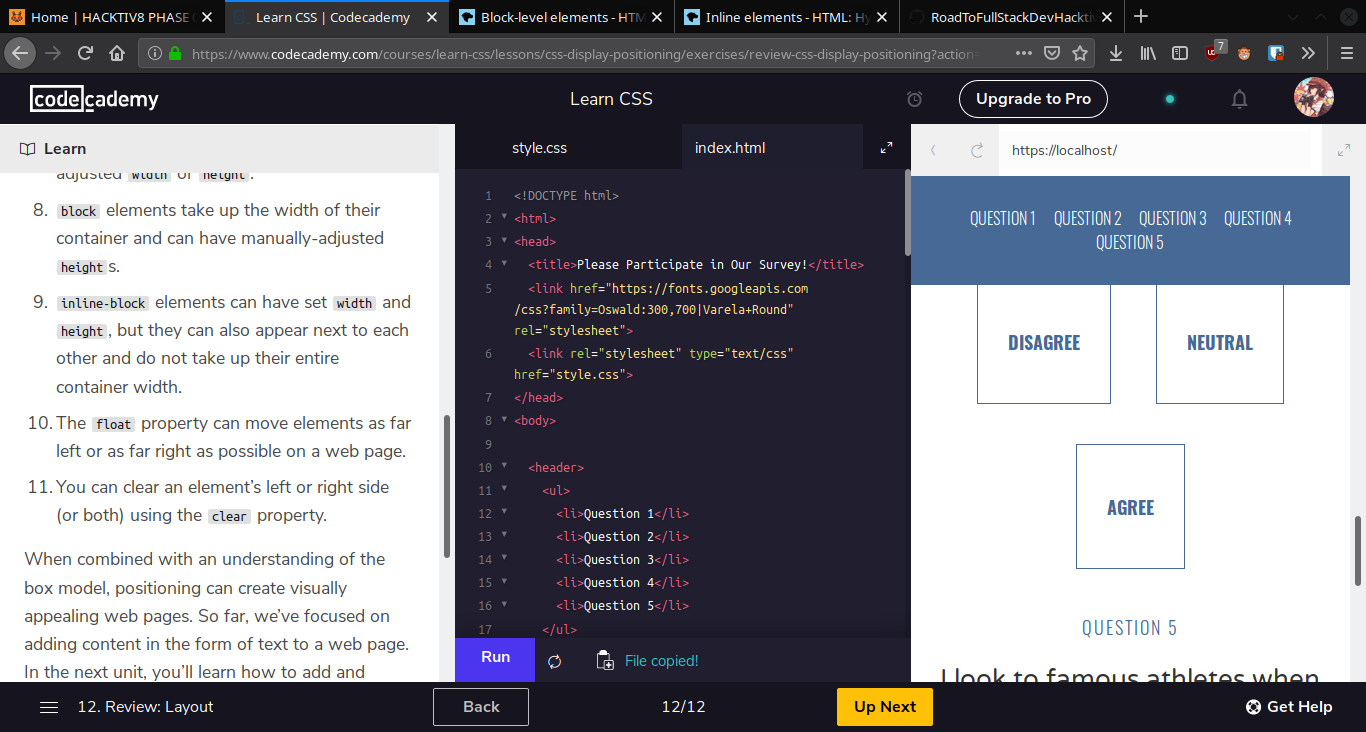 Home | HACKTIV8 PHASE
Learn CSS | Codecademy
Block-level elements - HTM
Inline elements - HTML: Hy
RoadToFullStackDevHackti
https://www.codecademy.com/courses/learn-css/lessons/css-display-positioning/exercises/review-css-display-positioning?action
7
codecademy
Learn CSS
Upgrade to Pro
Learn
adjusted width or height.
8. block elements take up the width of their
container and can have manually-adjusted
heights.
9. inline-block elements can have set width and
height, but they can also appear next to each
other and do not take up their entire
container width.
10. The float property can move elements as far
left or as far right as possible on a web page.
11. You can clear an element’s left or right side
(or both) using the clear property.
When combined with an understanding of the
box model, positioning can create visually
appealing web pages. So far, we’ve focused on
adding content in the form of text to a web page.
In the next unit, you’ll learn how to add and
style.css
index.html
1 <!DOCTYPE html>
2 <html>
3 <head>
4 <title>Please Participate in Our Survey!</title>
5 <link href="https://fonts.googleapis.com
/css?family=Oswald:300,700|Varela+Round"
rel="stylesheet">
6 <link rel="stylesheet" type="text/css"
href="style.css">
7 </head>
8 <body>
9
10 <header>
11 <ul>
12 <li>Question 1</li>
13 <li>Question 2</li>
14 <li>Question 3</li>
15 <li>Question 4</li>
16 <li>Question 5</li>
17 </ul>
Run
File copied!
https://localhost/
QUESTION 1 QUESTION 2 QUESTION 3 QUESTION 4
QUESTION 5
DISAGREE
NEUTRAL
AGREE
QUESTION 5
I look to famous athletes when
12. Review: Layout
Back
12/12
Up Next
Get Help